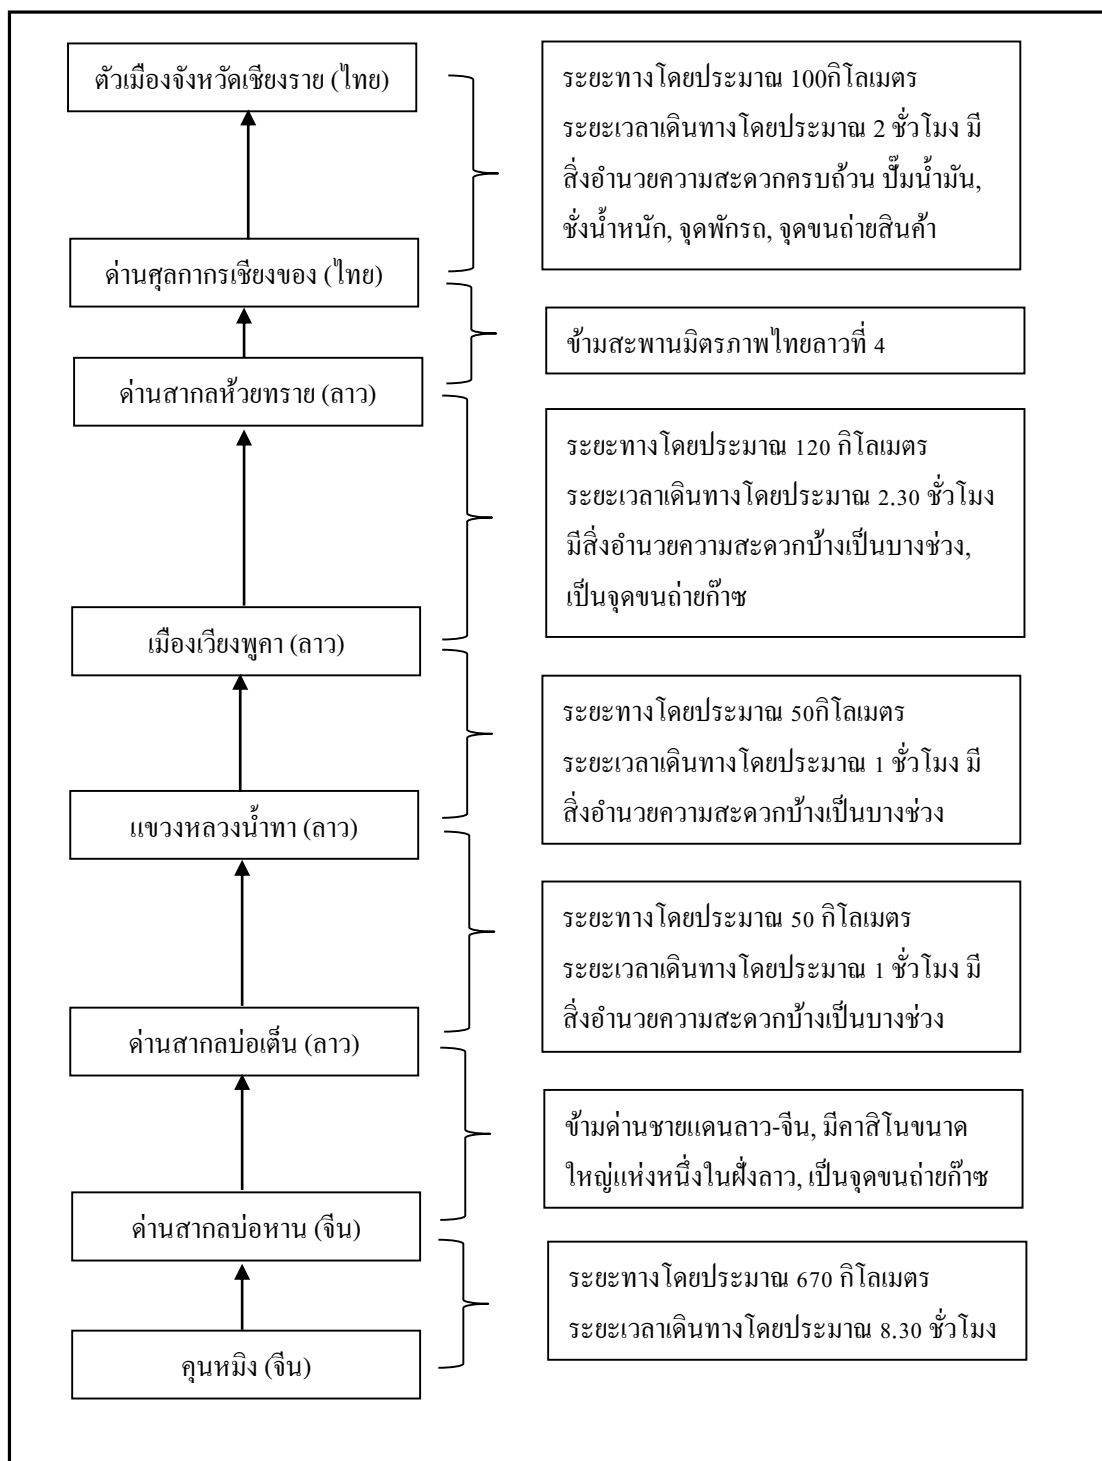 ตัวเมืองจังหวัดเชียงราย (ไทย)
ระยะทางโดยประมาณ 100กิโลเมตร
ระยะเวลาเดินทางโดยประมาณ 2 ชั่วโมง มี
สิ่งอำนวยความสะดวกครบถ้วน ปั๊มน้ำมัน,
ชั่งน้ำหนัก, จุดพักรถ, จุดขนถ่ายสินค้า
ด่านศุลกากรเชียงของ (ไทย)
ข้ามสะพานมิตรภาพไทยลาวที่ 4
ด่านสากลห้วยทราย (ลาว)
ระยะทางโดยประมาณ 120 กิโลเมตร
ระยะเวลาเดินทางโดยประมาณ 2.30 ชั่วโมง
มีสิ่งอำนวยความสะดวกบ้างเป็นบางช่วง,
เป็นจุดขนถ่ายก๊าซ
เมืองเวียงพูคา (ลาว)
ระยะทางโดยประมาณ 50กิโลเมตร
ระยะเวลาเดินทางโดยประมาณ 1 ชั่วโมง มี
สิ่งอำนวยความสะดวกบ้างเป็นบางช่วง
แขวงหลวงน้ำทา (ลาว)
ระยะทางโดยประมาณ 50 กิโลเมตร
ระยะเวลาเดินทางโดยประมาณ 1 ชั่วโมง มี
สิ่งอำนวยความสะดวกบ้างเป็นบางช่วง
ด่านสากลบ่อเต็น (ลาว)
ข้ามด่านชายแดนลาว-จีน, มีคาสิโนขนาด
ใหญ่แห่งหนึ่งในฝั่งลาว, เป็นจุดขนถ่ายก๊าซ
ด่านสากลบ่อหาน (จีน)
ระยะทางโดยประมาณ 670 กิโลเมตร
ระยะเวลาเดินทางโดยประมาณ 8.30 ชั่วโมง
คุนหมิง (จีน)